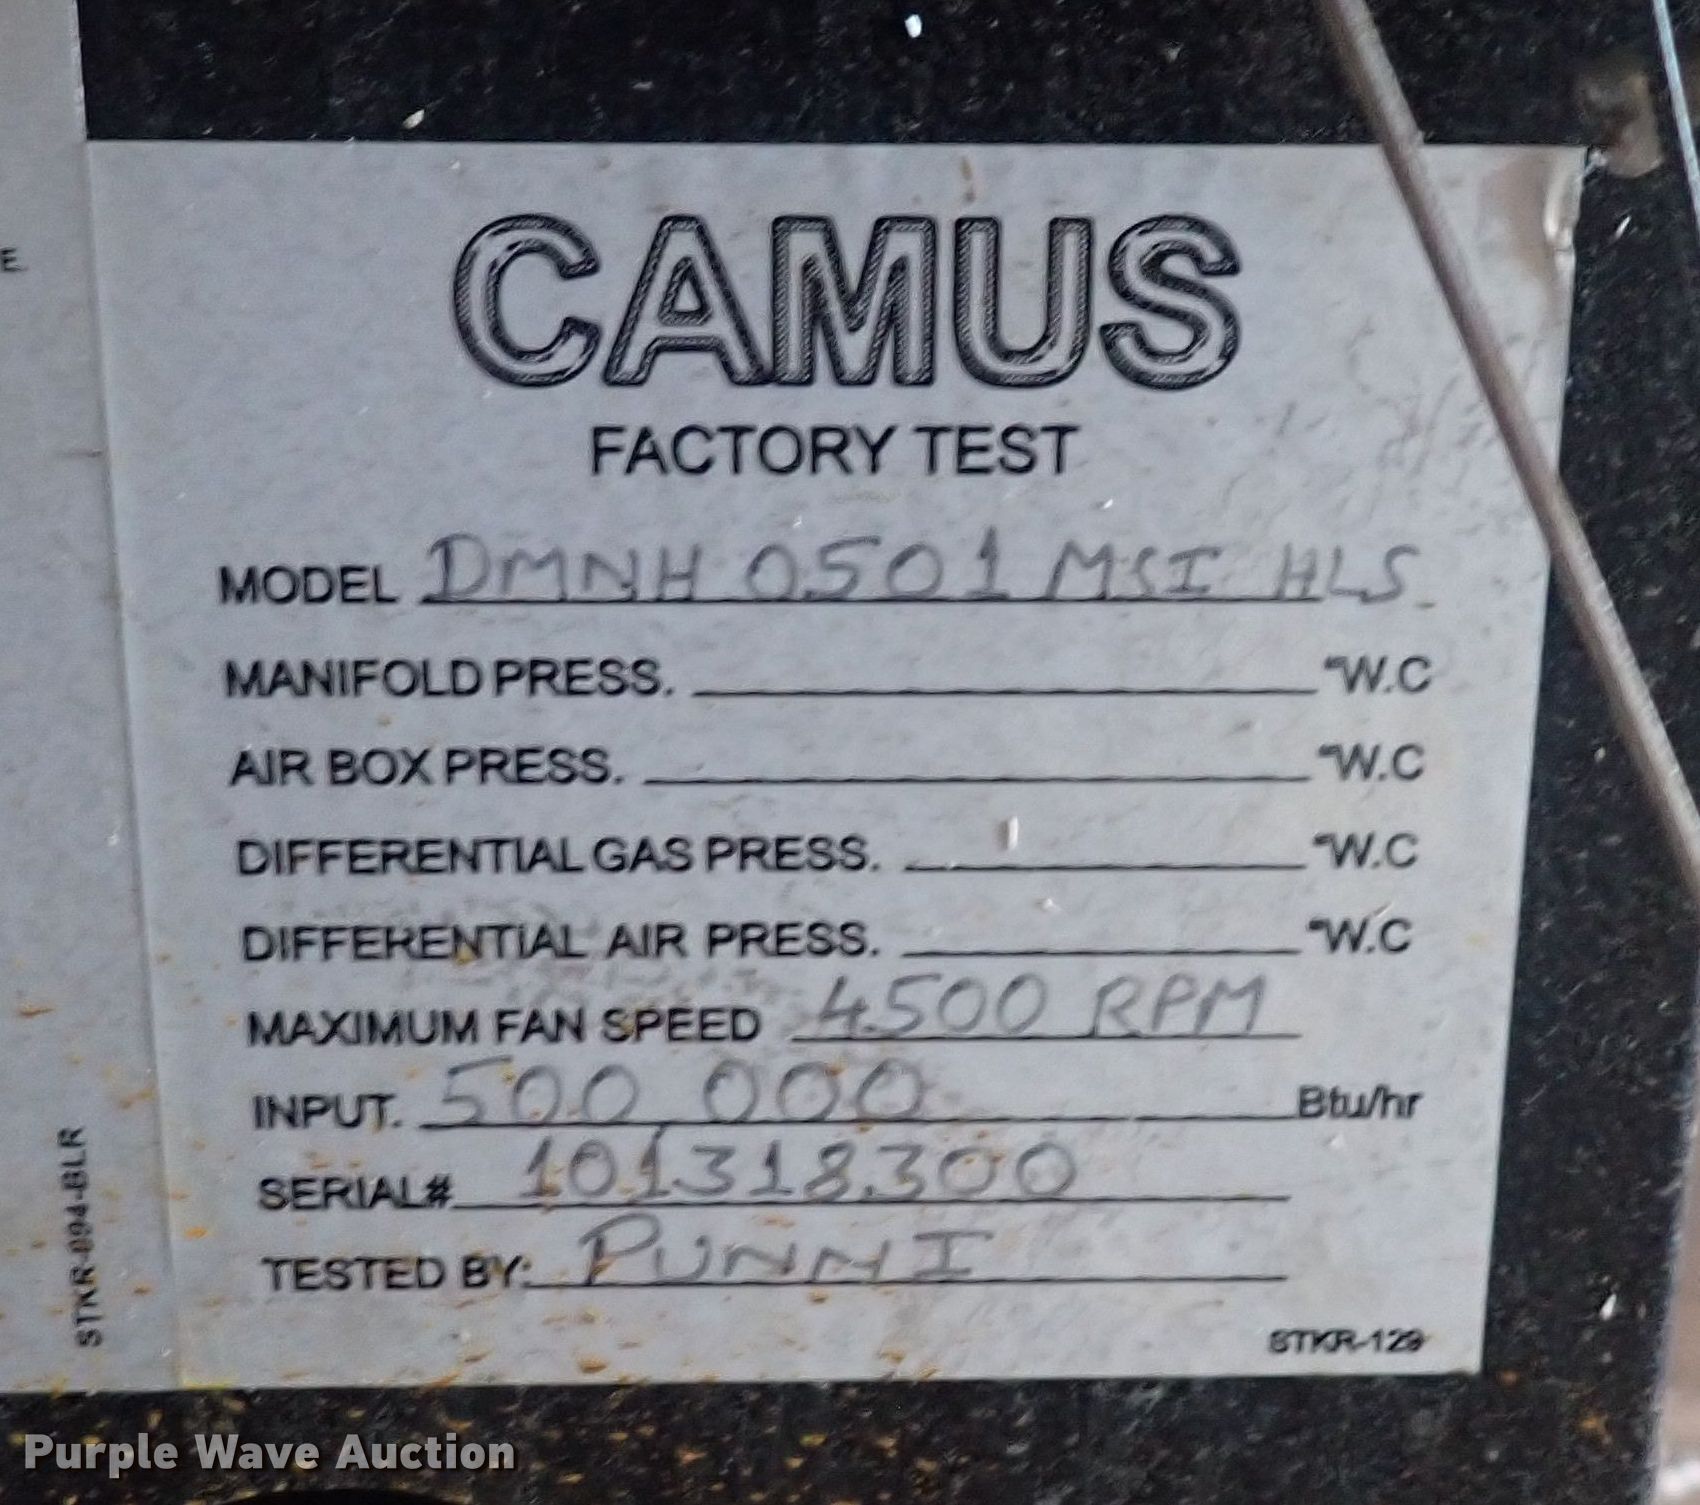 E
CAMUS
FACTORY TEST
MODEL DMNH 0501 MSI HLS
MANIFOLD PRESS. "W.C
AIR BOX PRESS. "W.C
DIFFERENTIAL GAS PRESS. "W.C
DIFFERENTIAL AIR PRESS. "W.C
MAXIMUM FAN SPEED 4500 RPM
INPUT. 500 000 Btu/hr
SERIAL# 101318300
TESTED BY: PUNNI
STKR-129
STKR-094-BLR
Purple Wave Auction